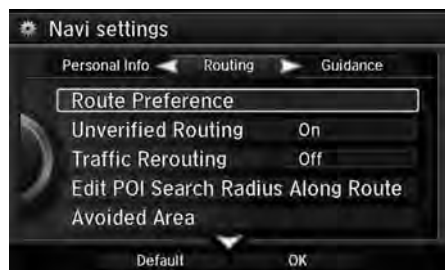 Navi settings
Personal Info Routing Guidance
Route Preference
Unverified Routing On
Traffic Rerouting Off
Edit POI Search Radius Along Route
Avoided Area
Default OK